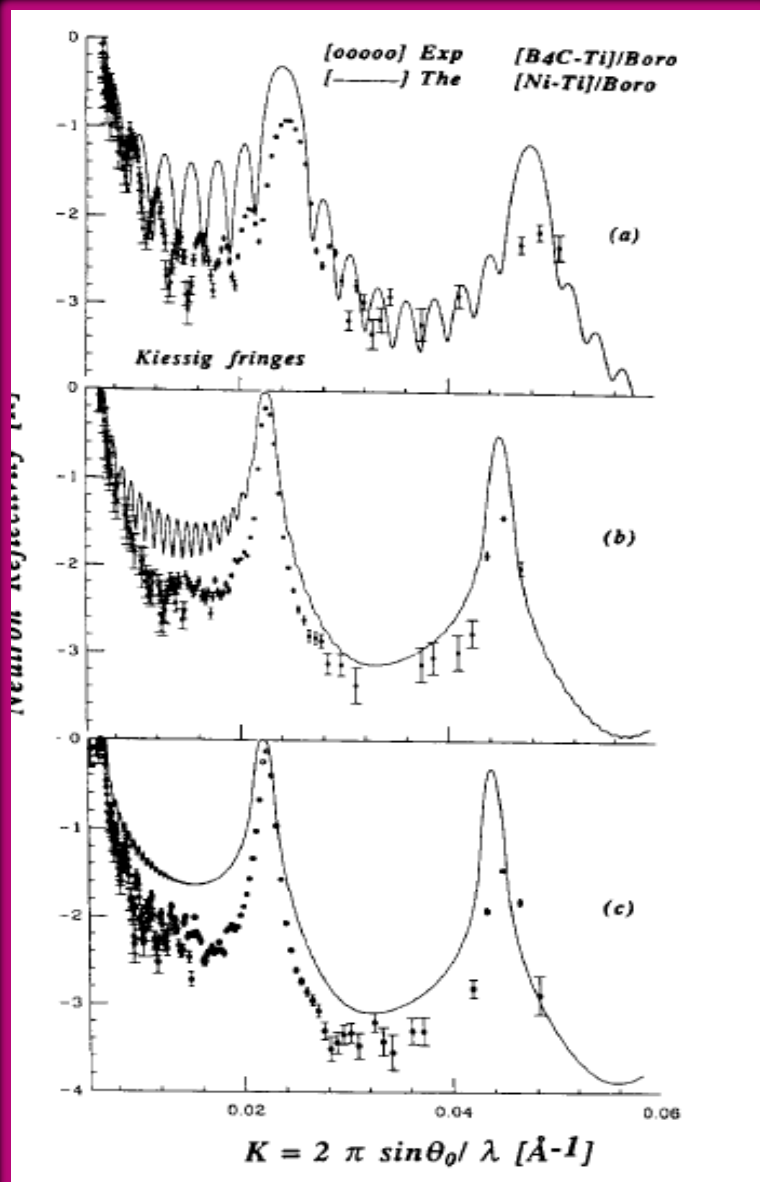 0
[ooooo] Exp [B4C-Ti]/Boro
[———] The [Ni-Ti]/Boro
-1
-2
(a)
-3
Kiessig fringes
0
-1
(b)
-2
-3
0
-1
(c)
-2
-3
-4
0.02 0.04 0.06
K = 2 π sinθ₀/ λ [Å-1]